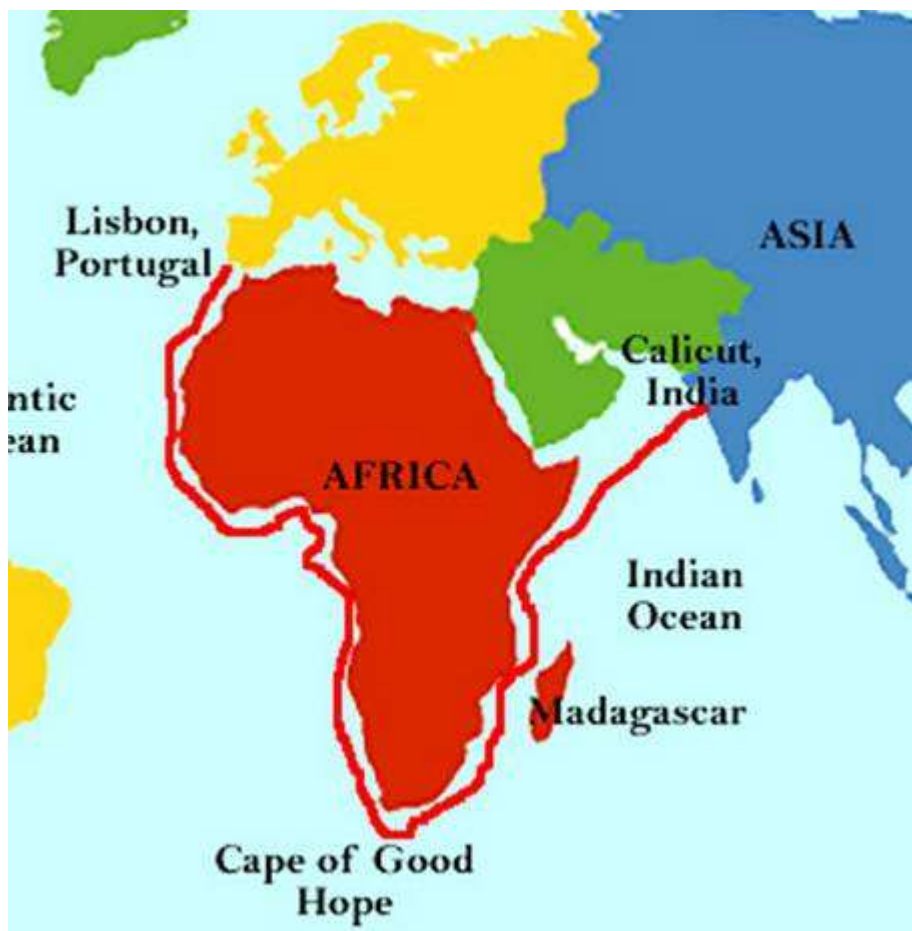 Lisbon,
Portugal
ASIA
Calicut,
India
ntic
ean
AFRICA
Indian
Ocean
Madagascar
Cape of Good
Hope